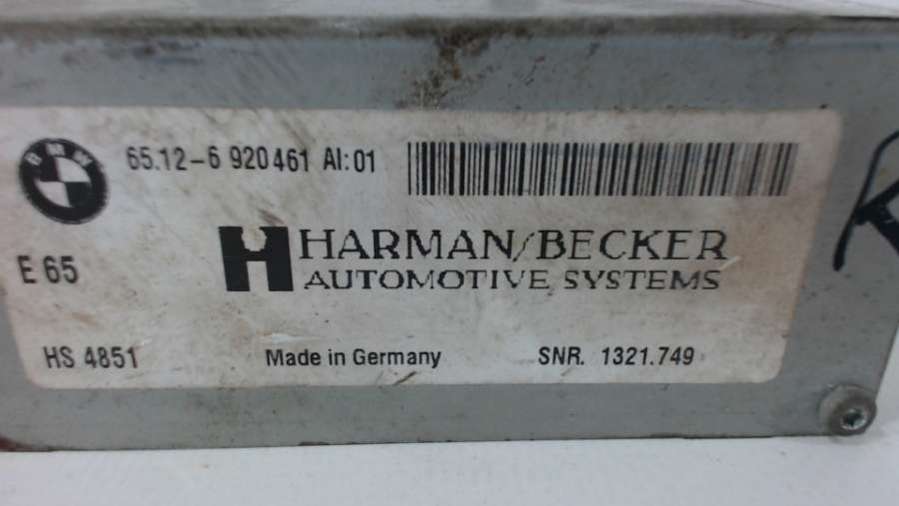 BMW
65.12-6 920461 AI:01
E 65
HARMAN/BECKER
AUTOMOTIVE SYSTEMS
HS 4851
Made in Germany
SNR. 1321.749